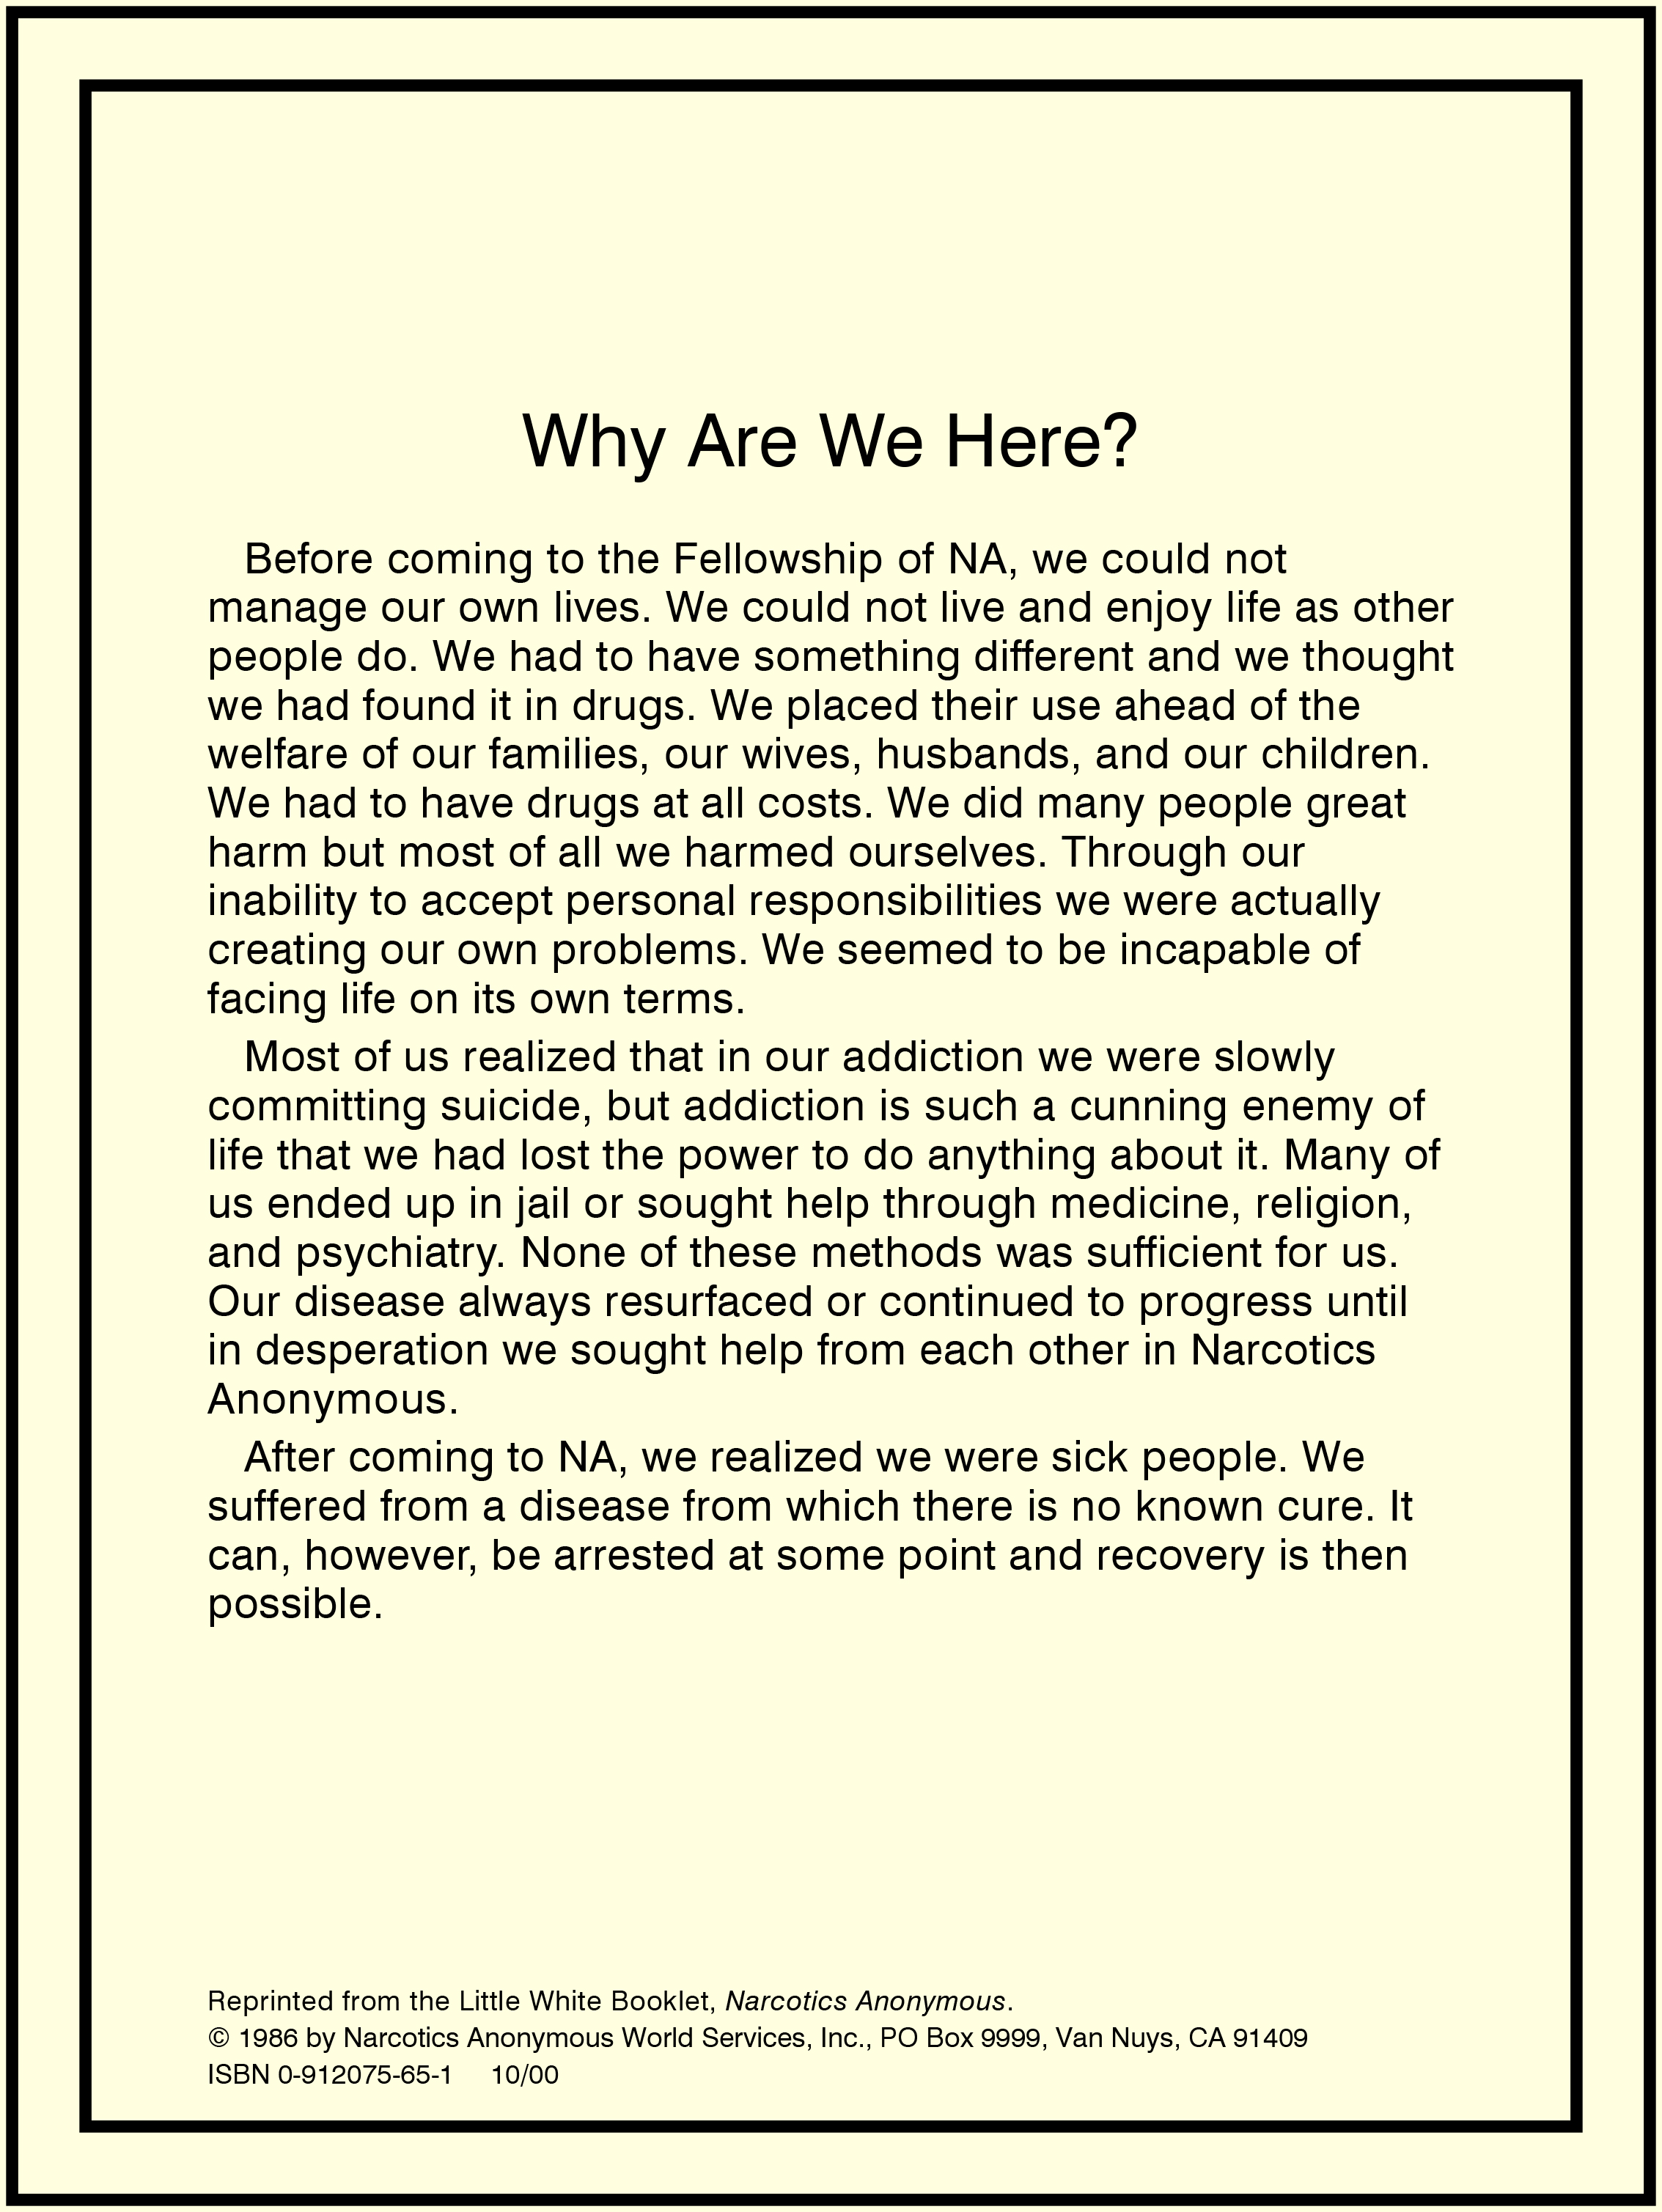 Why Are We Here?
Before coming to the Fellowship of NA, we could not
manage our own lives. We could not live and enjoy life as other
people do. We had to have something different and we thought
we had found it in drugs. We placed their use ahead of the
welfare of our families, our wives, husbands, and our children.
We had to have drugs at all costs. We did many people great
harm but most of all we harmed ourselves. Through our
inability to accept personal responsibilities we were actually
creating our own problems. We seemed to be incapable of
facing life on its own terms.
Most of us realized that in our addiction we were slowly
committing suicide, but addiction is such a cunning enemy of
life that we had lost the power to do anything about it. Many of
us ended up in jail or sought help through medicine, religion,
and psychiatry. None of these methods was sufficient for us.
Our disease always resurfaced or continued to progress until
in desperation we sought help from each other in Narcotics
Anonymous.
After coming to NA, we realized we were sick people. We
suffered from a disease from which there is no known cure. It
can, however, be arrested at some point and recovery is then
possible.
Reprinted from the Little White Booklet, Narcotics Anonymous.
© 1986 by Narcotics Anonymous World Services, Inc., PO Box 9999, Van Nuys, CA 91409
ISBN 0-912075-65-1 10/00